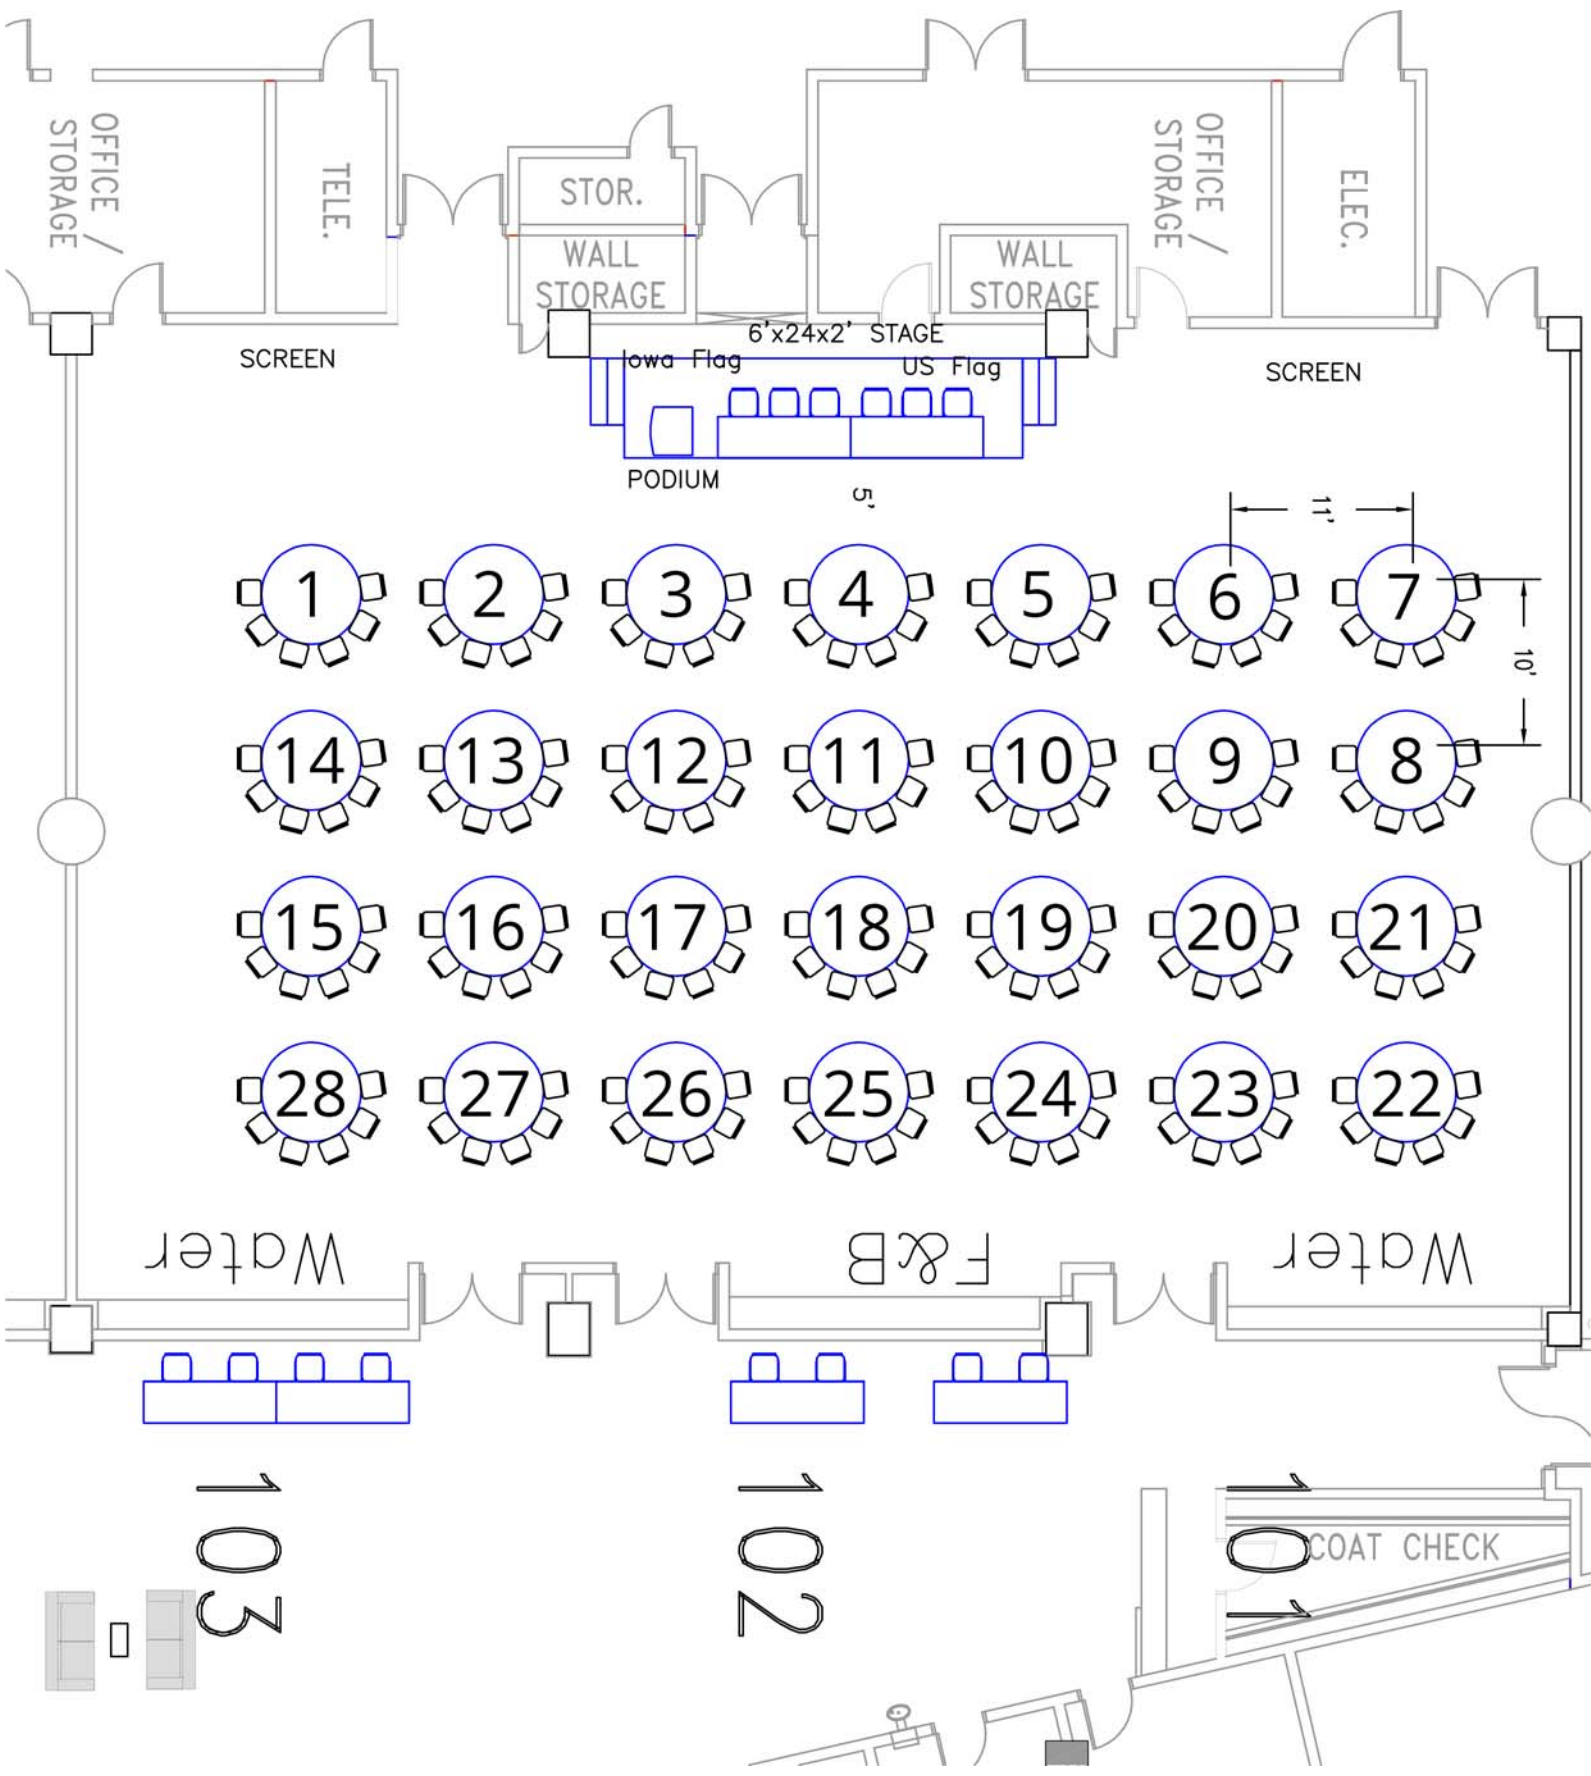 OFFICE /
STORAGE
TELE.
STOR.
WALL
STORAGE
WALL
STORAGE
OFFICE /
STORAGE
ELEC.
SCREEN
6'x24x2' STAGE
Iowa Flag
US Flag
SCREEN
PODIUM
5'
11'
1 2 3 4 5 6 7
10'
14 13 12 11 10 9 8
15 16 17 18 19 20 21
28 27 26 25 24 23 22
Water F&B Water
103
102
101
COAT CHECK